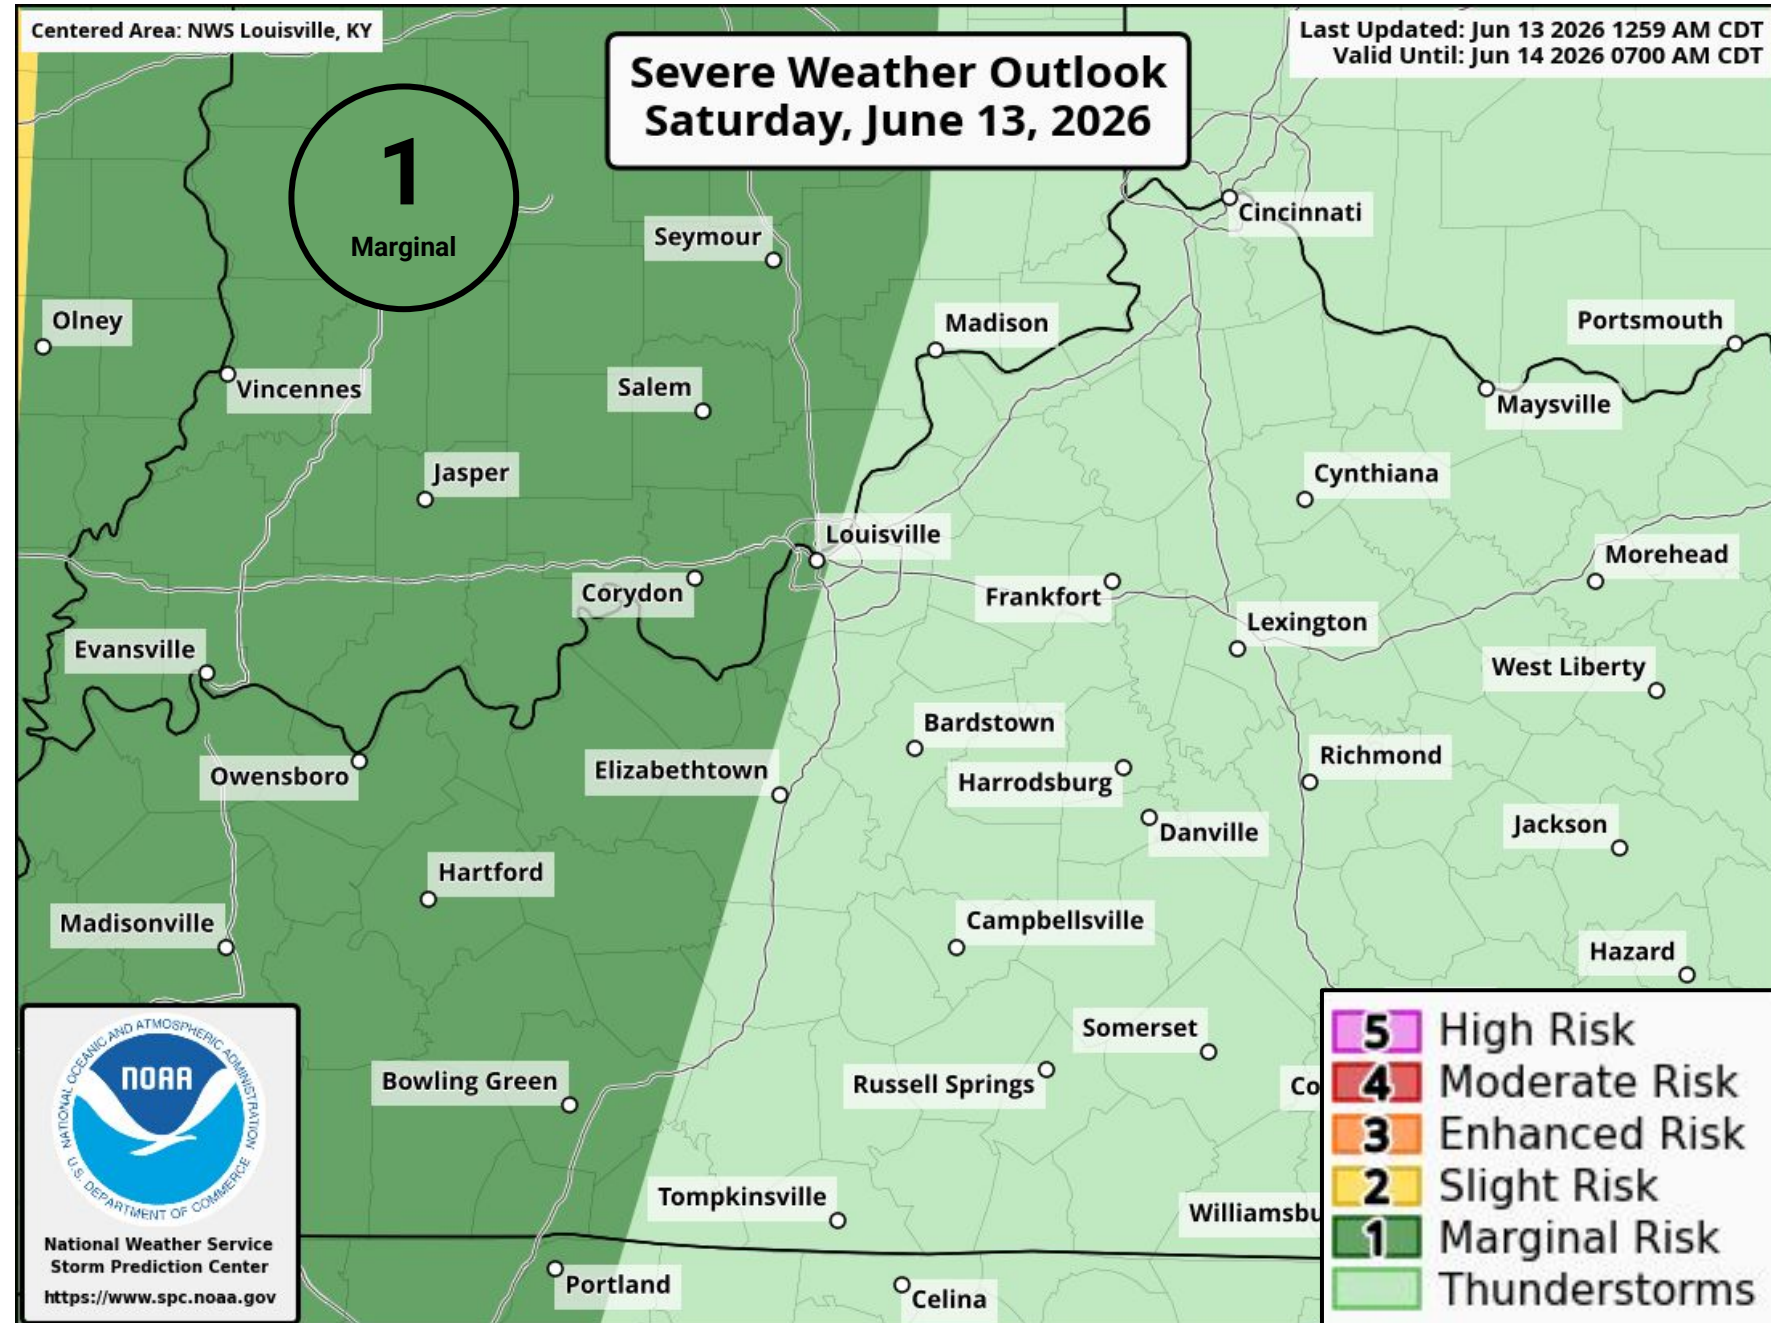 Centered Area: NWS Louisville, KY
Severe Weather Outlook
Saturday, June 13, 2026
Last Updated: Jun 13 2026 1259 AM CDT
Valid Until: Jun 14 2026 0700 AM CDT
1
Marginal
Cincinnati
Seymour
Olney
Madison
Portsmouth
Vincennes
Salem
Maysville
Jasper
Cynthiana
Louisville
Morehead
Corydon
Frankfort
Lexington
Evansville
West Liberty
Bardstown
Richmond
Owensboro
Elizabethtown
Harrodsburg
Danville
Jackson
Hartford
Madisonville
Campbellsville
Hazard
Somerset
Bowling Green
Russell Springs
Co
Tompkinsville
Williamsbu
Portland
Celina
NATIONAL OCEANIC AND ATMOSPHERIC ADMINISTRATION
NOAA
U.S. DEPARTMENT OF COMMERCE
National Weather Service
Storm Prediction Center
https://www.spc.noaa.gov
5 High Risk
4 Moderate Risk
3 Enhanced Risk
2 Slight Risk
1 Marginal Risk
Thunderstorms